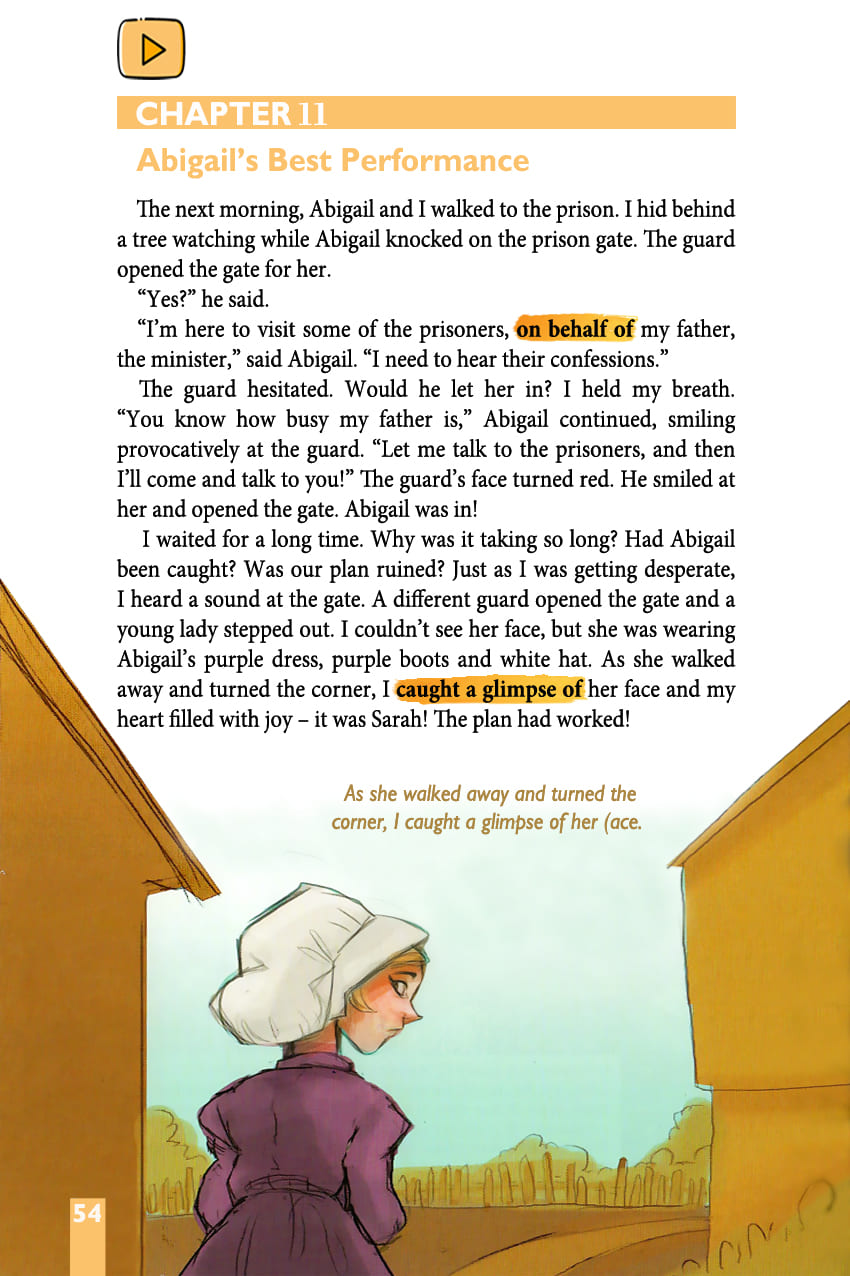 CHAPTER 11
Abigail’s Best Performance
The next morning, Abigail and I walked to the prison. I hid behind
a tree watching while Abigail knocked on the prison gate. The guard
opened the gate for her.
“Yes?” he said.
“I’m here to visit some of the prisoners, on behalf of my father,
the minister,” said Abigail. “I need to hear their confessions.”
The guard hesitated. Would he let her in? I held my breath.
“You know how busy my father is,” Abigail continued, smiling
provocatively at the guard. “Let me talk to the prisoners, and then
I’ll come and talk to you!” The guard’s face turned red. He smiled at
her and opened the gate. Abigail was in!
I waited for a long time. Why was it taking so long? Had Abigail
been caught? Was our plan ruined? Just as I was getting desperate,
I heard a sound at the gate. A different guard opened the gate and a
young lady stepped out. I couldn’t see her face, but she was wearing
Abigail’s purple dress, purple boots and white hat. As she walked
away and turned the corner, I caught a glimpse of her face and my
heart filled with joy – it was Sarah! The plan had worked!
As she walked away and turned the
corner, I caught a glimpse of her (ace.
54